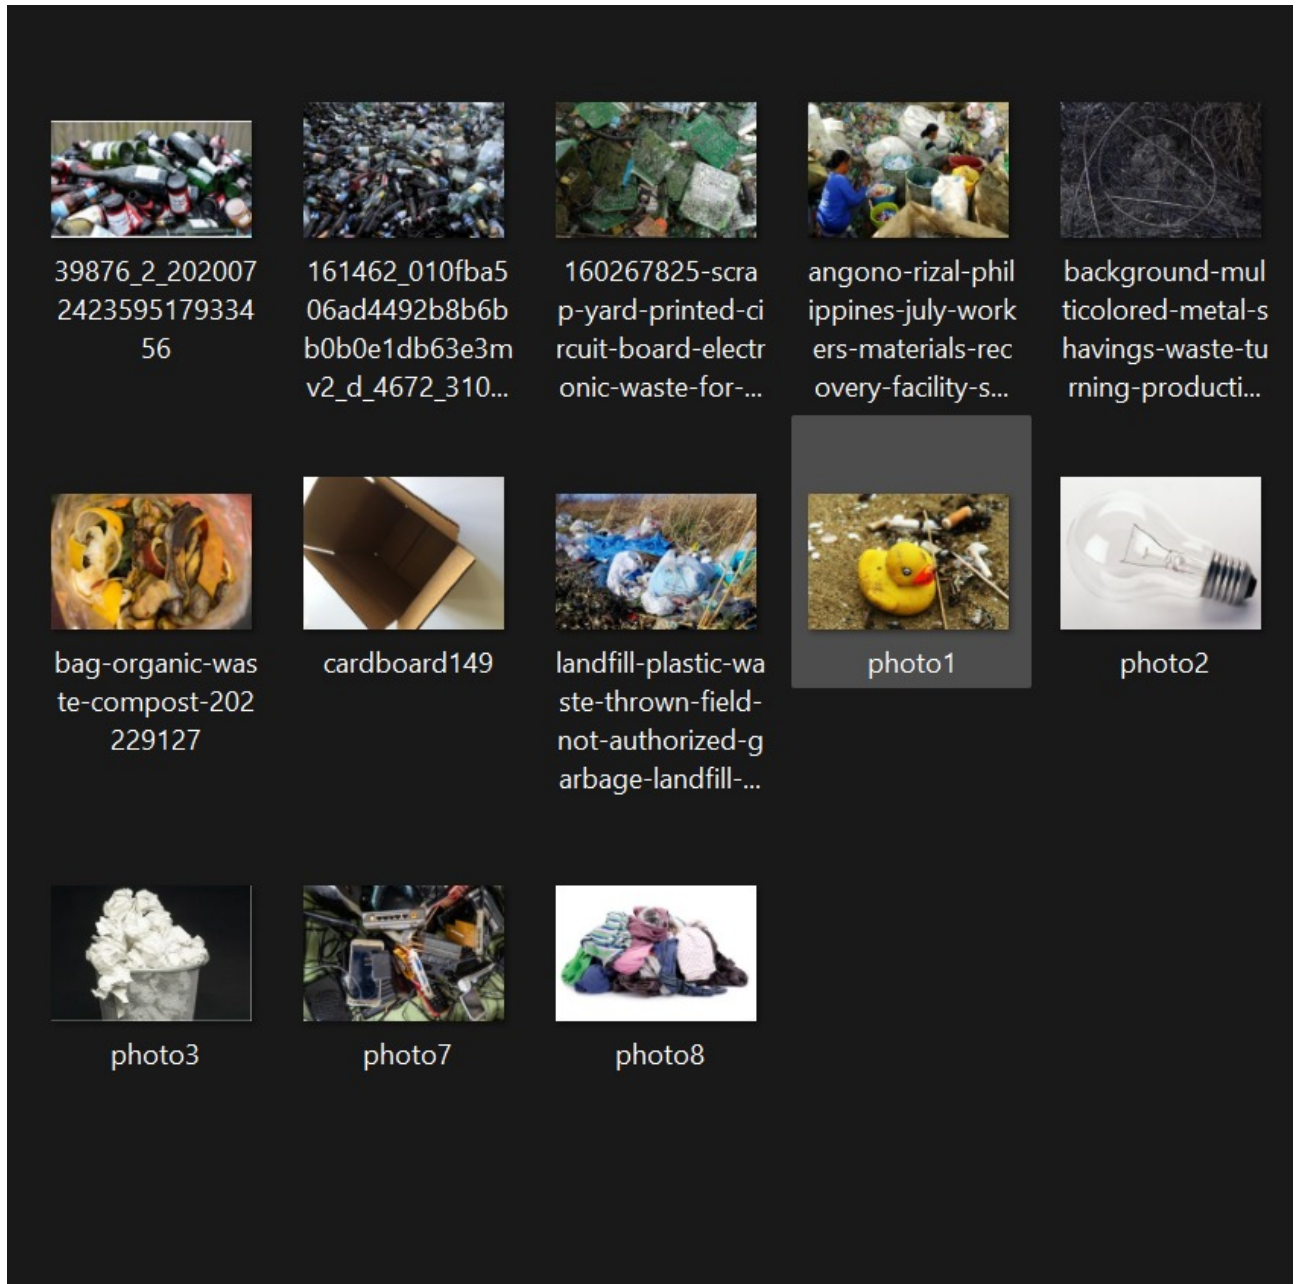 39876_2_202007
2423595179334
56
161462_010fba5
06ad4492b8b6b
b0b0e1db63e3m
v2_d_4672_310...
160267825-scra
p-yard-printed-ci
rcuit-board-electr
onic-waste-for-...
angono-rizal-phil
ippines-july-work
ers-materials-rec
overy-facility-s...
background-mul
ticolored-metal-s
havings-waste-tu
rning-producti...
bag-organic-was
te-compost-202
229127
cardboard149
landfill-plastic-wa
ste-thrown-field-
not-authorized-g
arbage-landfill-...
photo1
photo2
photo3
photo7
photo8